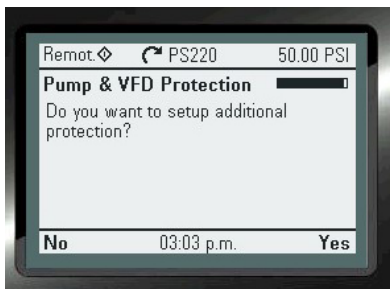 Remot. PS220 50.00 PSI
Pump & VFD Protection
Do you want to setup additional
protection?
No 03:03 p.m. Yes